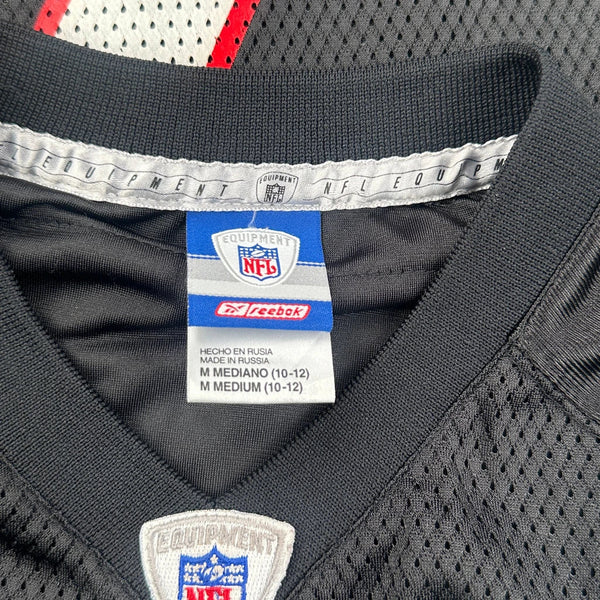 EQUIPMENT
EQUIPMENT
NFL
NFL EQUIPMENT
EQUIPMENT
NFL
Reebok
HECHO EN RUSIA
MADE IN RUSSIA
M MEDIANO (10-12)
M MEDIUM (10-12)
EQUIPMENT
NFL